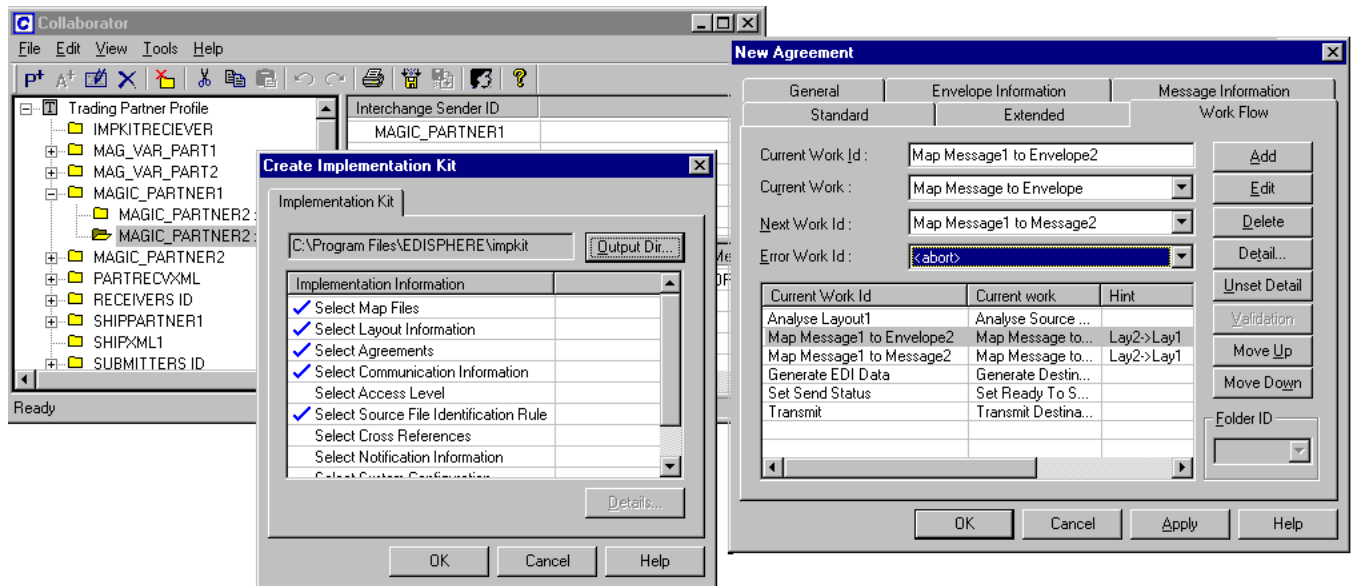 Collaborator
File Edit View Tools Help
Trading Partner Profile
IMPKITRECIEVER
MAG_VAR_PART1
MAG_VAR_PART2
MAGIC_PARTNER1
MAGIC_PARTNER2 :
MAGIC_PARTNER2 :
MAGIC_PARTNER2
PARTRECVXML
RECEIVERS ID
SHIPPARTNER1
SHIPXML1
SUBMITTERS ID
Ready
Interchange Sender ID
MAGIC_PARTNER1
Create Implementation Kit
Implementation Kit
C:\Program Files\EDISPHERE\impkit
Output Dir...
Implementation Information
Select Map Files
Select Layout Information
Select Agreements
Select Communication Information
Select Access Level
Select Source File Identification Rule
Select Cross References
Select Notification Information
Select System Configuration
Details...
OK Cancel Help
New Agreement
General Envelope Information Message Information
Standard Extended Work Flow
Current Work Id : Map Message1 to Envelope2
Current Work : Map Message to Envelope
Next Work Id : Map Message1 to Message2
Error Work Id : <abort>
Current Work Id Current work Hint
Analyse Layout1 Analyse Source ...
Map Message1 to Envelope2 Map Message to... Lay2->Lay1
Map Message1 to Message2 Map Message to... Lay2->Lay1
Generate EDI Data Generate Destin...
Set Send Status Set Ready To S...
Transmit Transmit Destina...
Add
Edit
Delete
Detail...
Unset Detail
Validation
Move Up
Move Down
Folder ID
OK Cancel Apply Help